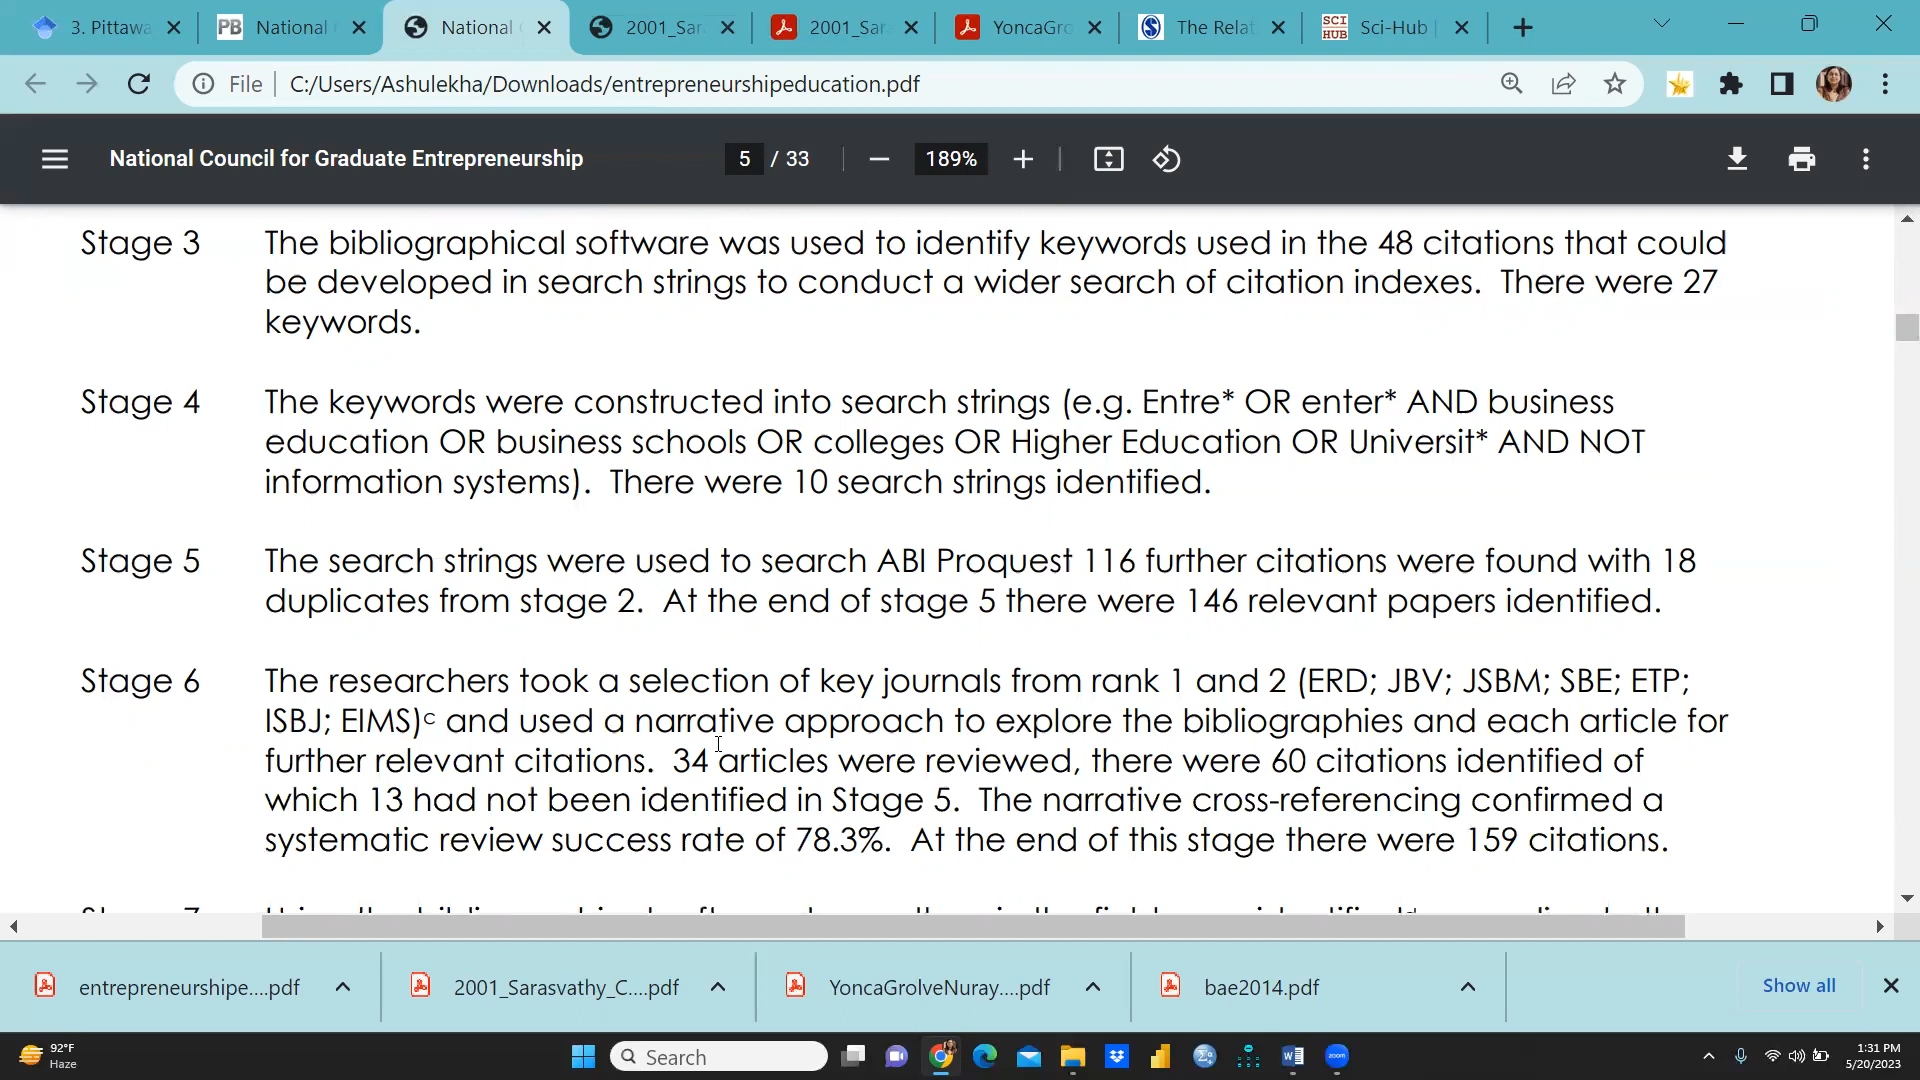 3. Pittawa
National
National
2001_Sar
2001_Sar
YoncaGro
The Relat
SCI HUB
Sci-Hub
File
C:/Users/Ashulekha/Downloads/entrepreneurshipeducation.pdf
National Council for Graduate Entrepreneurship
5 / 33
189%
Stage 3 The bibliographical software was used to identify keywords used in the 48 citations that could
be developed in search strings to conduct a wider search of citation indexes. There were 27
keywords.
Stage 4 The keywords were constructed into search strings (e.g. Entre* OR enter* AND business
education OR business schools OR colleges OR Higher Education OR Universit* AND NOT
information systems). There were 10 search strings identified.
Stage 5 The search strings were used to search ABI Proquest 116 further citations were found with 18
duplicates from stage 2. At the end of stage 5 there were 146 relevant papers identified.
Stage 6 The researchers took a selection of key journals from rank 1 and 2 (ERD; JBV; JSBM; SBE; ETP;
ISBJ; EIMS)c and used a narrative approach to explore the bibliographies and each article for
further relevant citations. 34 articles were reviewed, there were 60 citations identified of
which 13 had not been identified in Stage 5. The narrative cross-referencing confirmed a
systematic review success rate of 78.3%. At the end of this stage there were 159 citations.
entrepreneurshipe....pdf
2001_Sarasvathy_C....pdf
YoncaGrolveNuray....pdf
bae2014.pdf
Show all
92°F
Haze
Search
zoom
1:31 PM
5/20/2023